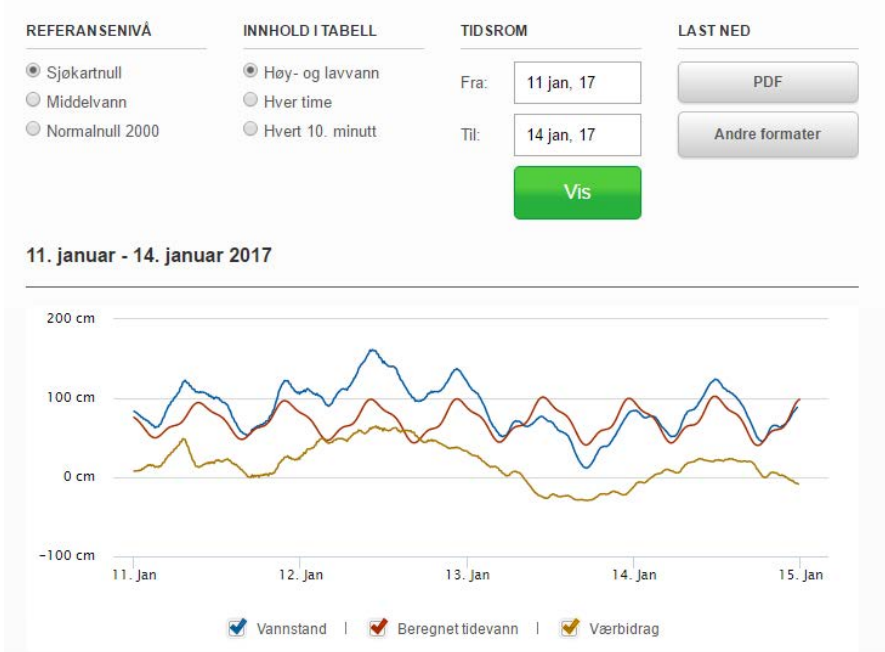 REFERANSENIVÅ
INNHOLD I TABELL
TIDSROM
LAST NED
Sjøkartnull
Middelvann
Normalnull 2000
Høy- og lavvann
Hver time
Hvert 10. minutt
Fra: 11 jan, 17
Til: 14 jan, 17
Vis
PDF
Andre formater
11. januar - 14. januar 2017
200 cm
100 cm
0 cm
-100 cm
11. Jan 12. Jan 13. Jan 14. Jan 15. Jan
Vannstand | Beregnet tidevann | Værbidrag